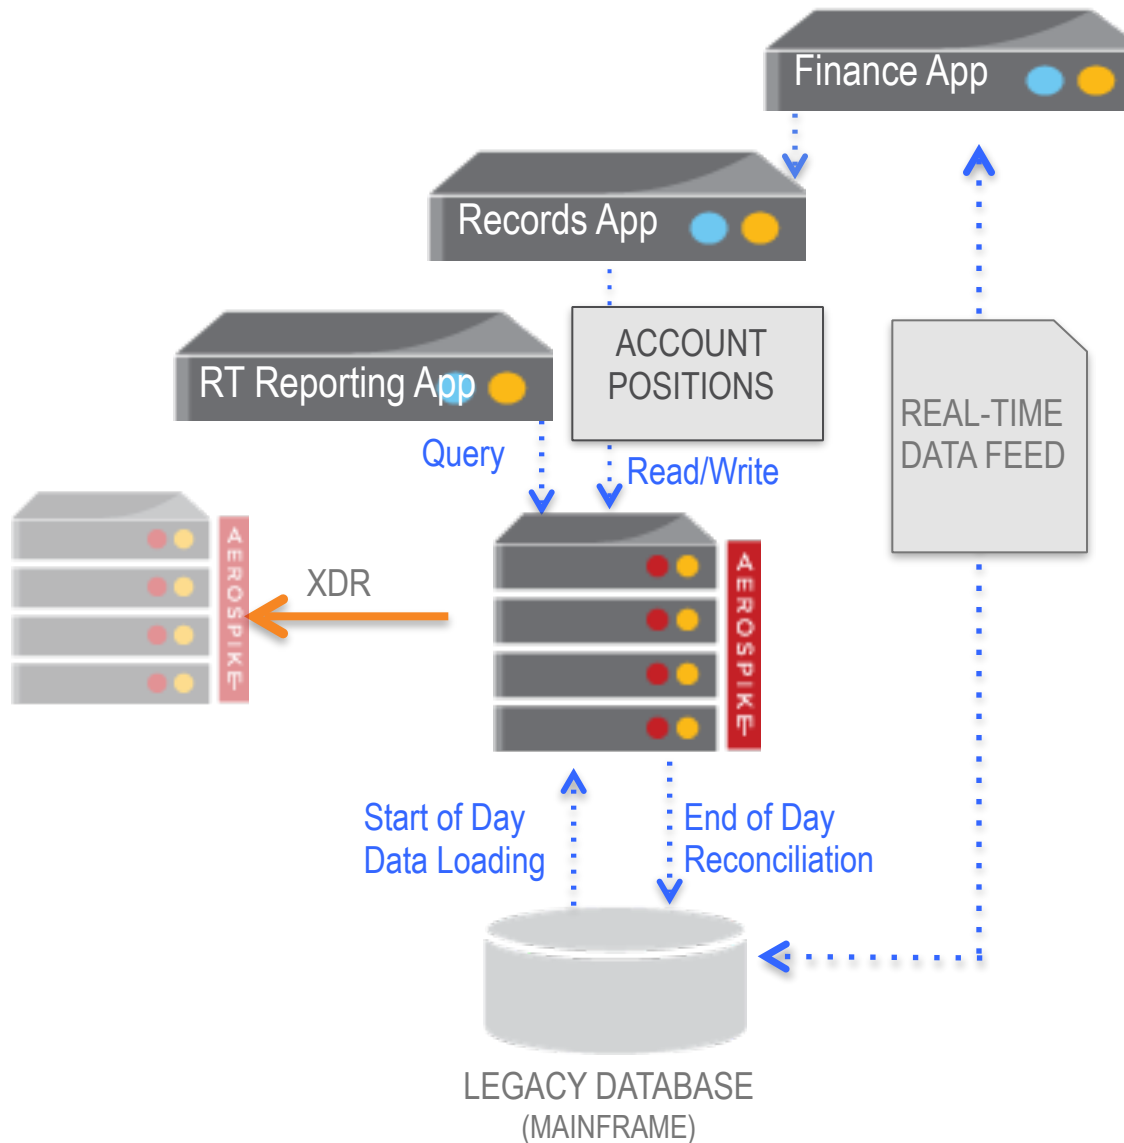 Finance App
Records App
RT Reporting App
ACCOUNT
POSITIONS
REAL-TIME
DATA FEED
Query
Read/Write
XDR
AEROSPIKE
AEROSPIKE
Start of Day
Data Loading
End of Day
Reconciliation
LEGACY DATABASE
(MAINFRAME)